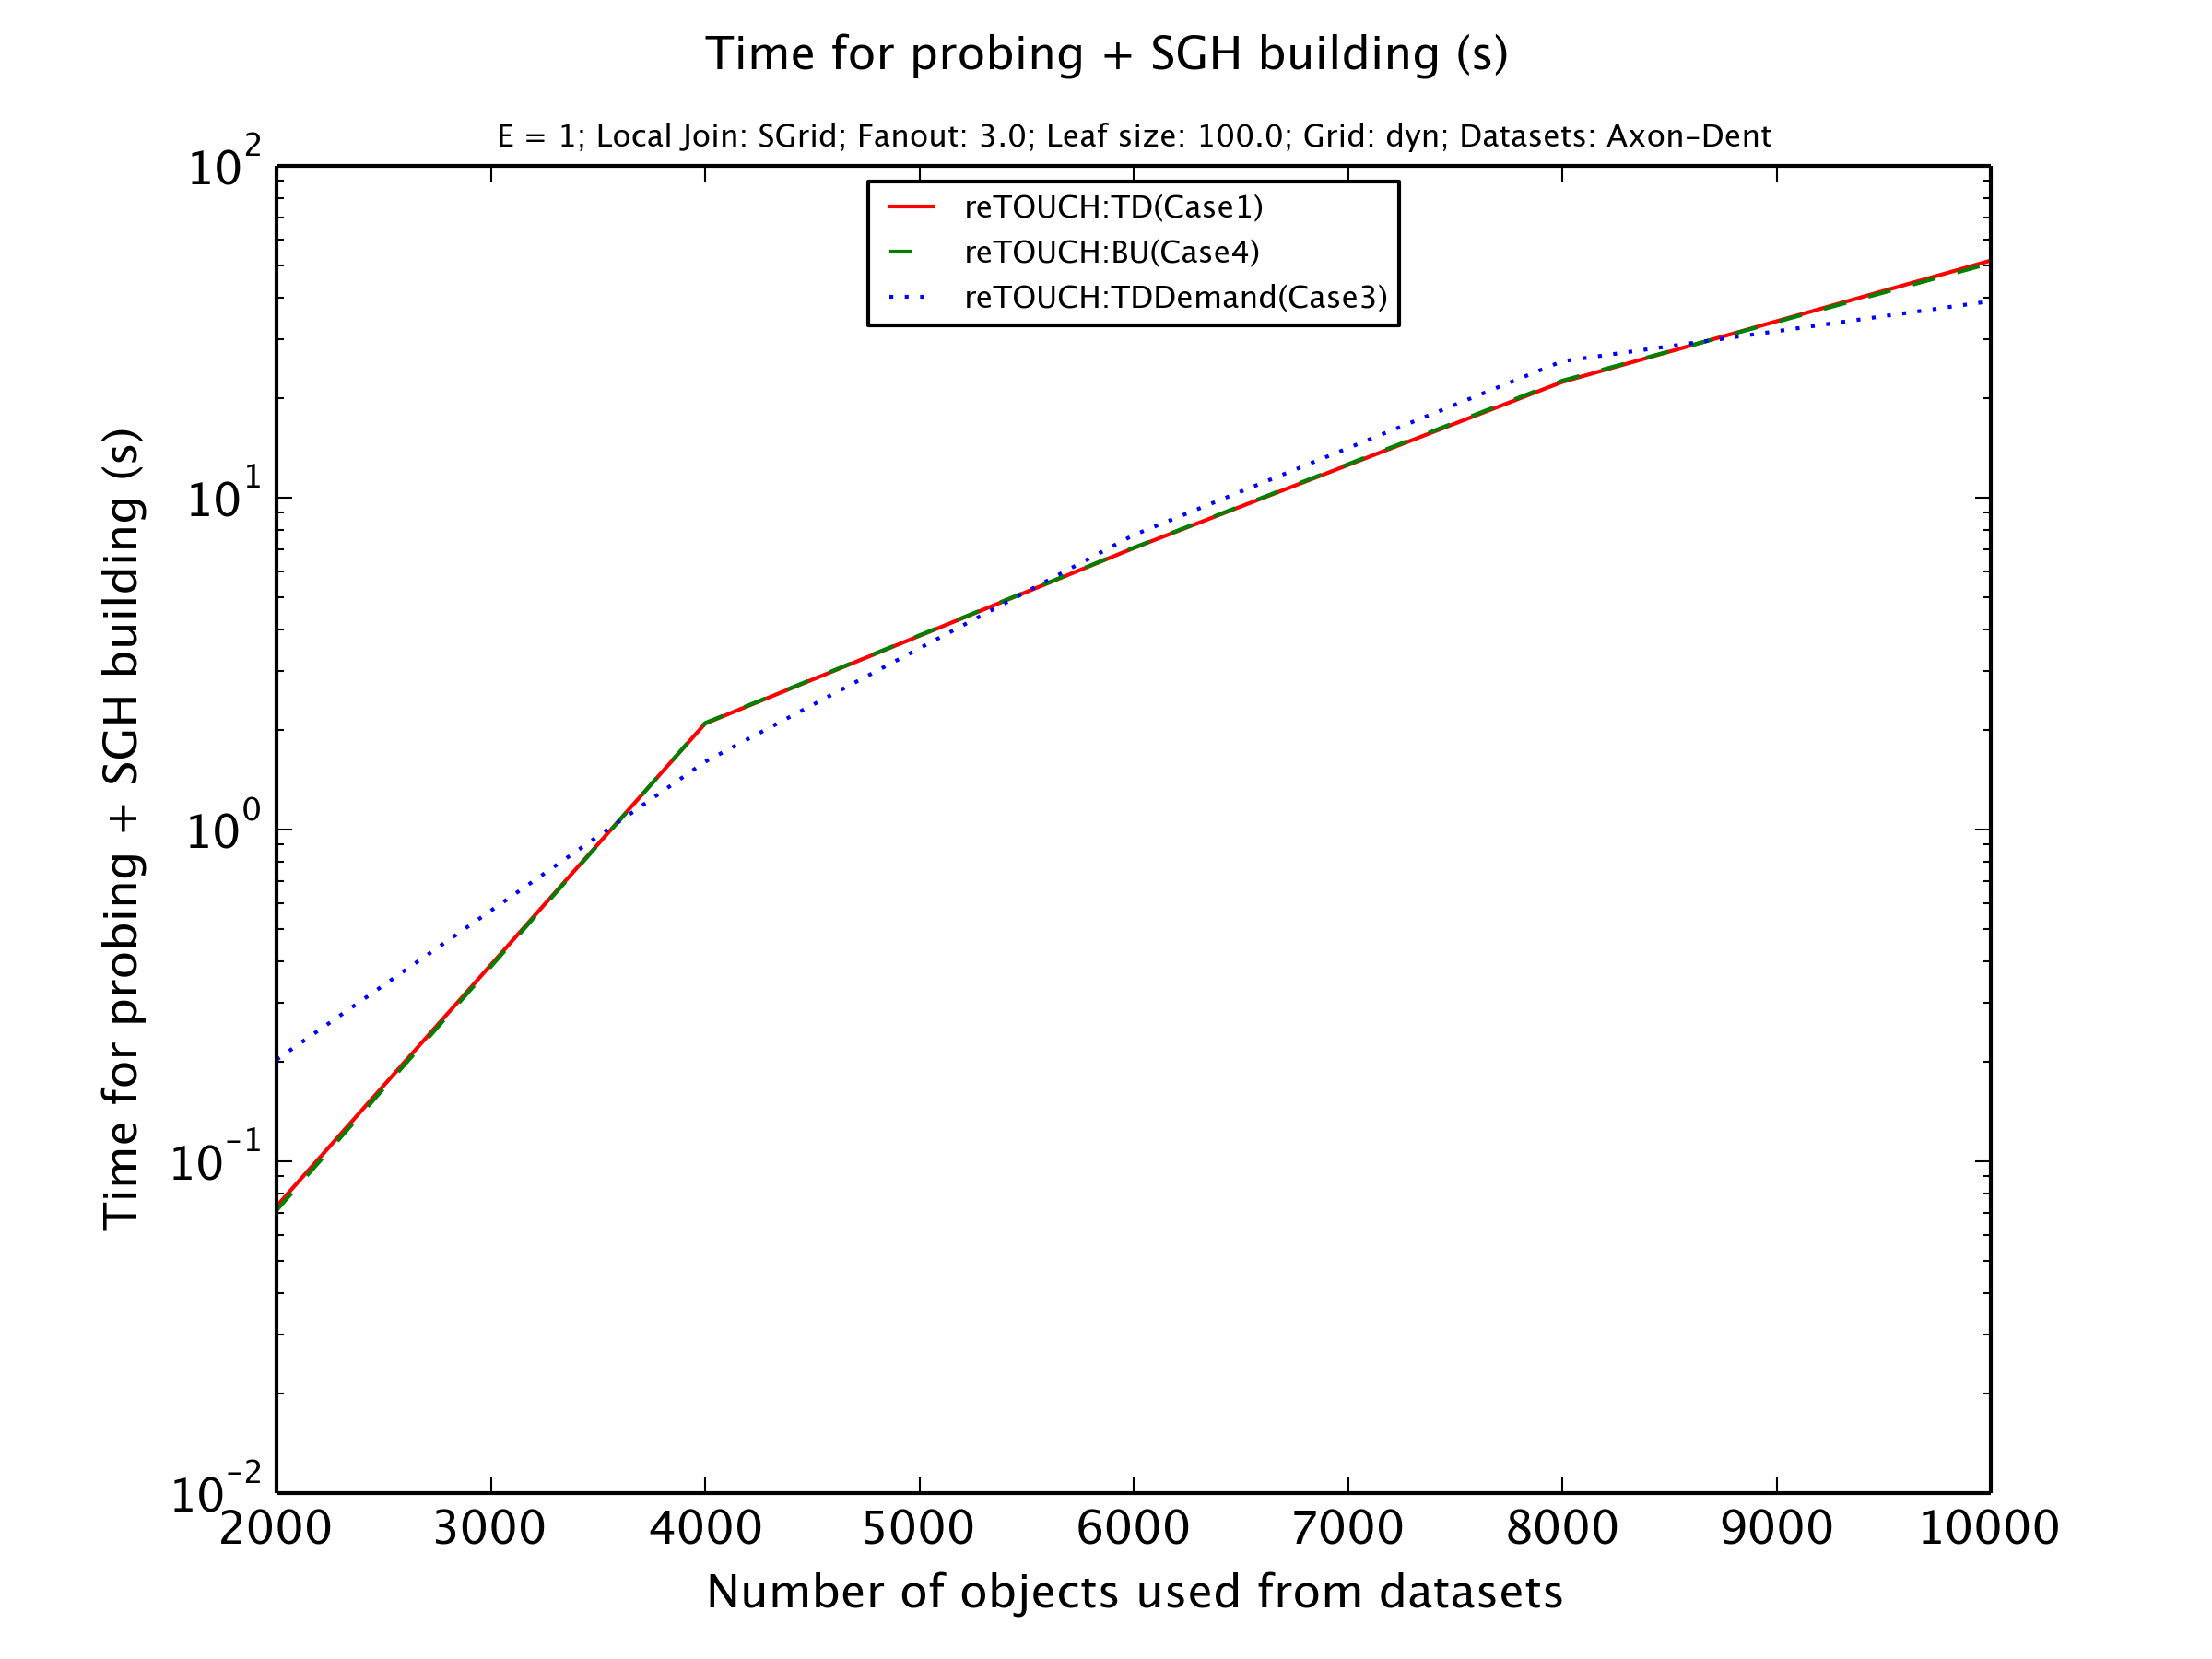 Time for probing + SGH building (s)
E = 1; Local Join: SGrid; Fanout: 3.0; Leaf size: 100.0; Grid: dyn; Datasets: Axon-Dent
reTOUCH:TD(Case1)
reTOUCH:BU(Case4)
reTOUCH:TDDemand(Case3)
Time for probing + SGH building (s)
10^2
10^1
10^0
10^-1
10^-2
2000 3000 4000 5000 6000 7000 8000 9000 10000
Number of objects used from datasets